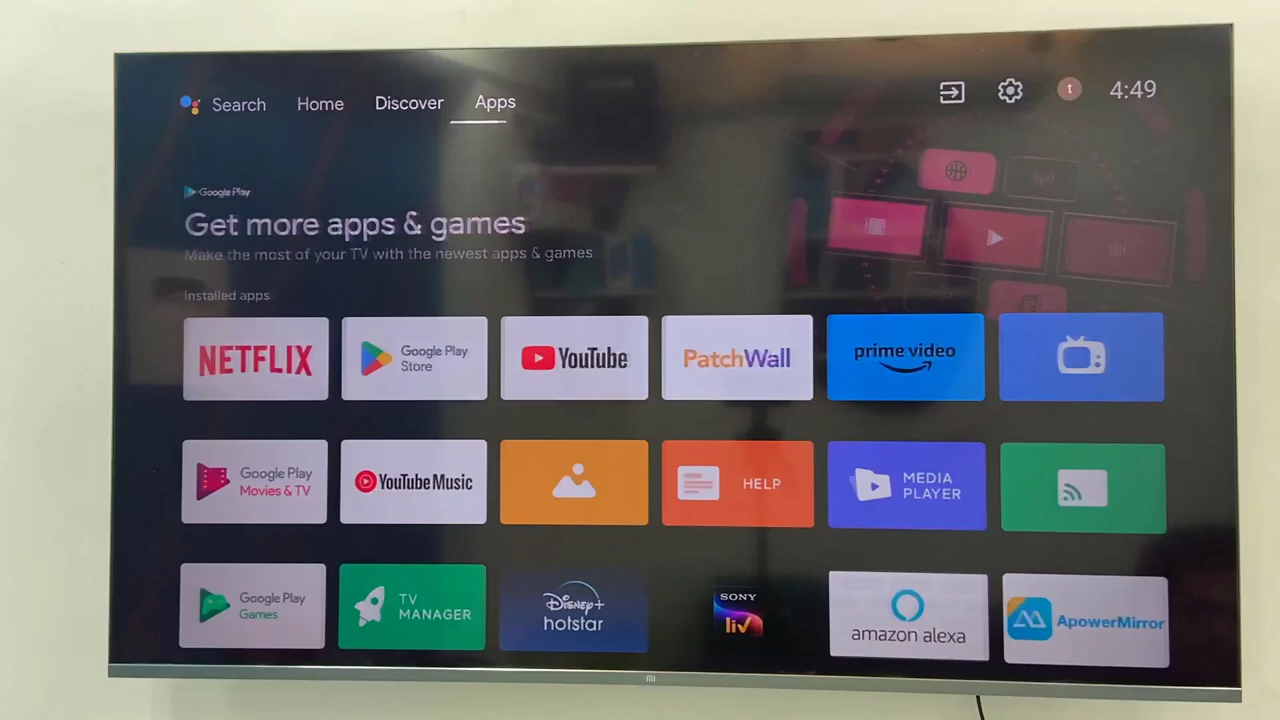 Search Home Discover Apps
t 4:49
Google Play
Get more apps & games
Make the most of your TV with the newest apps & games
Installed apps
NETFLIX
Google Play
Store
YouTube
PatchWall
prime video
Google Play
Movies & TV
YouTube Music
HELP
MEDIA
PLAYER
Google Play
Games
TV
MANAGER
Disney+
hotstar
SONY
liv
amazon alexa
ApowerMirror
mi